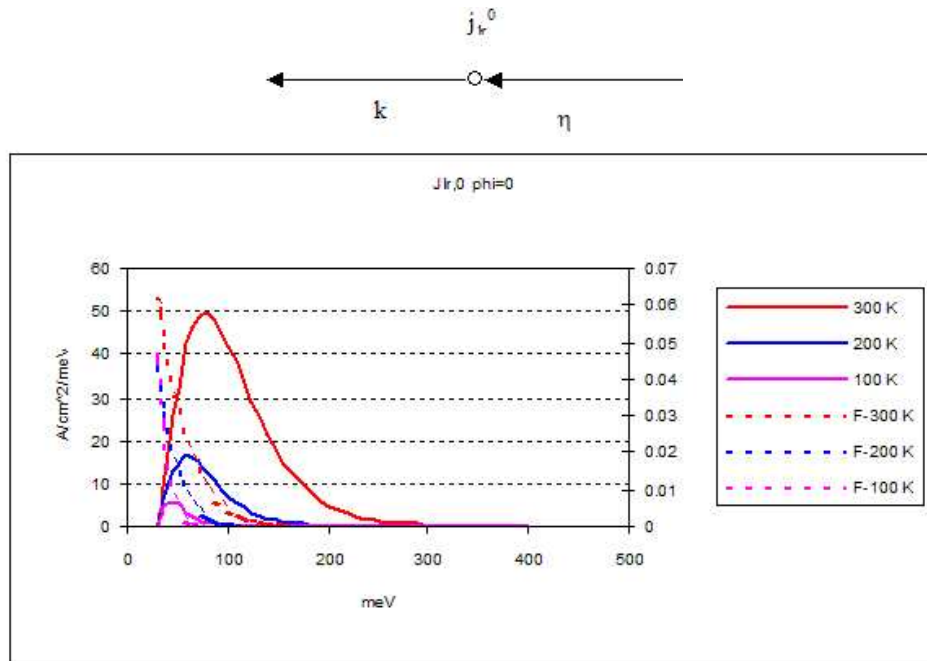 j_lr^0
k η
Jlr,0 phi=0
60 0.07
50 0.06
0.05
40 0.04
30 0.03
20 0.02
10 0.01
0 0
A/cm^2/meV
0 100 200 300 400 500
meV
300 K
200 K
100 K
F-300 K
F-200 K
F-100 K